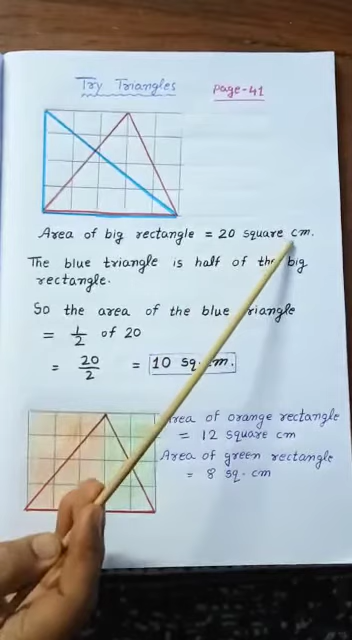 Try Triangles
Page-41
Area of big rectangle = 20 square cm.
The blue triangle is half of the big
rectangle.
So the area of the blue triangle
= 1/2 of 20
= 20/2 = 10 sq. cm.
Area of orange rectangle
= 12 square cm
Area of green rectangle
= 8 sq. cm